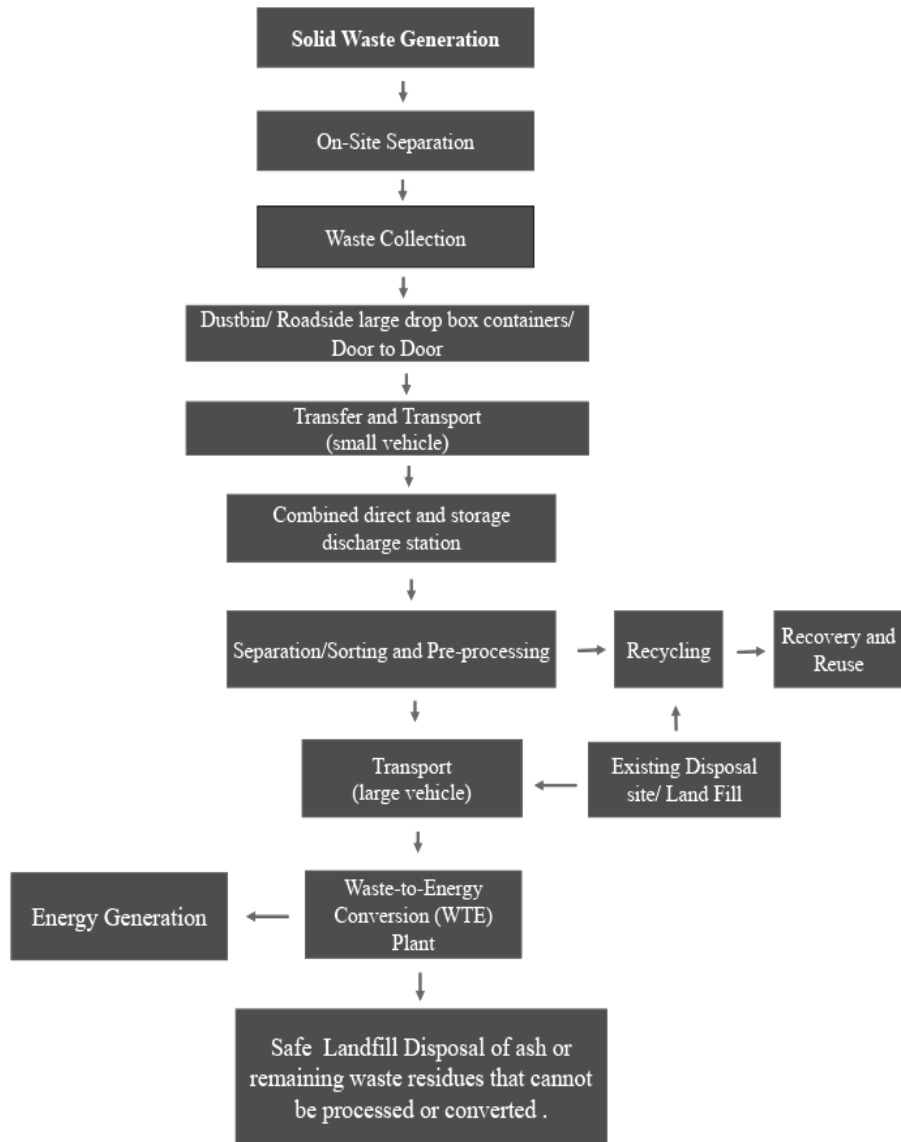 Solid Waste Generation
On-Site Separation
Waste Collection
Dustbin/ Roadside large drop box containers/
Door to Door
Transfer and Transport
(small vehicle)
Combined direct and storage
discharge station
Separation/Sorting and Pre-processing
Recycling
Recovery and
Reuse
Transport
(large vehicle)
Existing Disposal
site/ Land Fill
Energy Generation
Waste-to-Energy
Conversion (WTE)
Plant
Safe Landfill Disposal of ash or
remaining waste residues that cannot
be processed or converted .